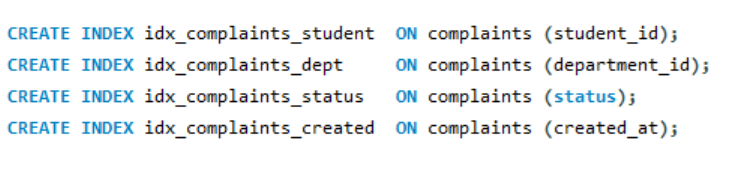 CREATE INDEX idx_complaints_student  ON complaints (student_id);
CREATE INDEX idx_complaints_dept     ON complaints (department_id);
CREATE INDEX idx_complaints_status   ON complaints (status);
CREATE INDEX idx_complaints_created  ON complaints (created_at);